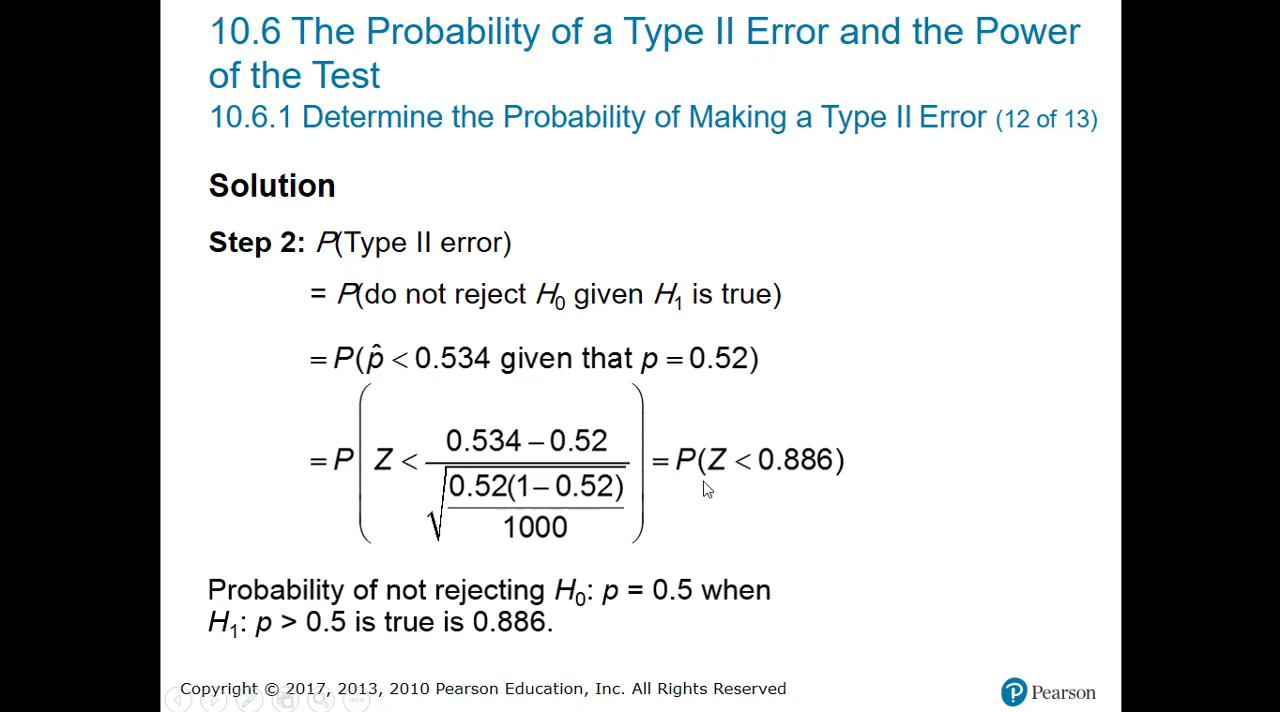 10.6 The Probability of a Type II Error and the Power
of the Test
10.6.1 Determine the Probability of Making a Type II Error (12 of 13)
Solution
Step 2: P(Type II error)
= P(do not reject H₀ given H₁ is true)
= P(p̂ < 0.534 given that p = 0.52)
= P( Z < (0.534 – 0.52) / √(0.52(1 – 0.52) / 1000) ) = P(Z < 0.886)
Probability of not rejecting H₀: p = 0.5 when
H₁: p > 0.5 is true is 0.886.
Copyright © 2017, 2013, 2010 Pearson Education, Inc. All Rights Reserved
P Pearson